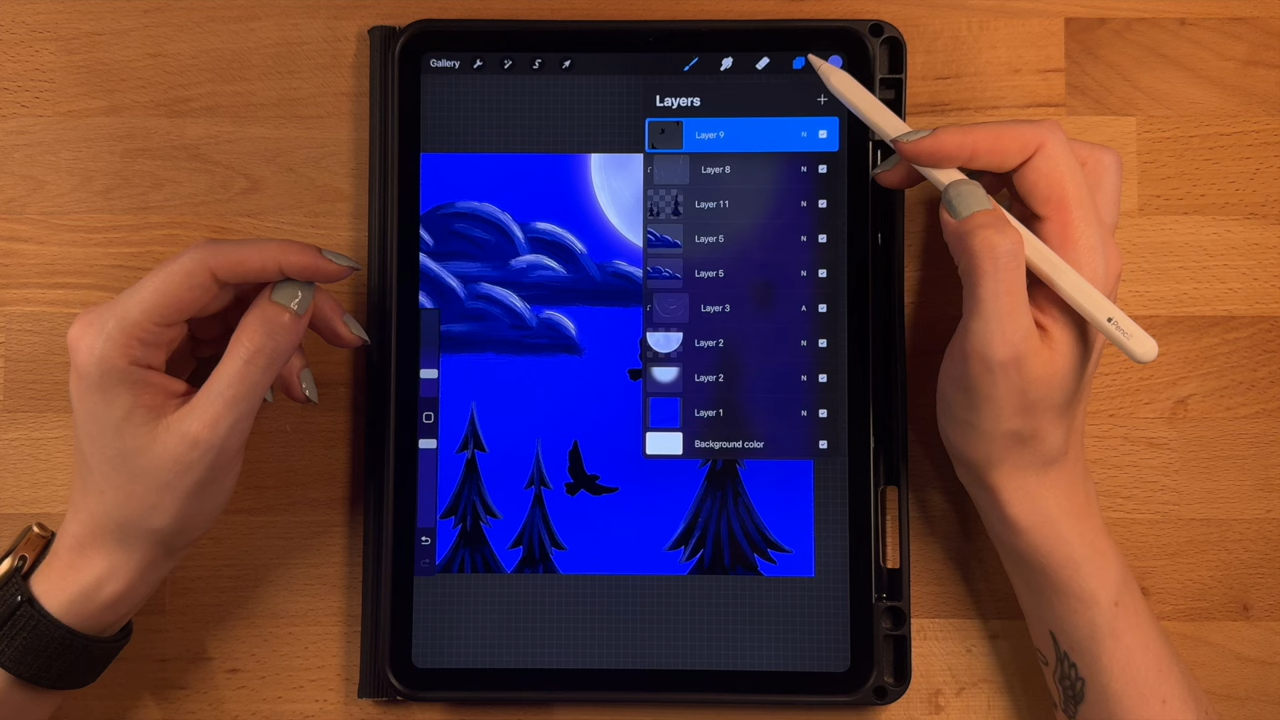 Gallery
Layers
Layer 9 N
Layer 8 N
Layer 11 N
Layer 5 N
Layer 5 N
Layer 3 A
Layer 2 N
Layer 2 N
Layer 1 N
Background color
Pencil